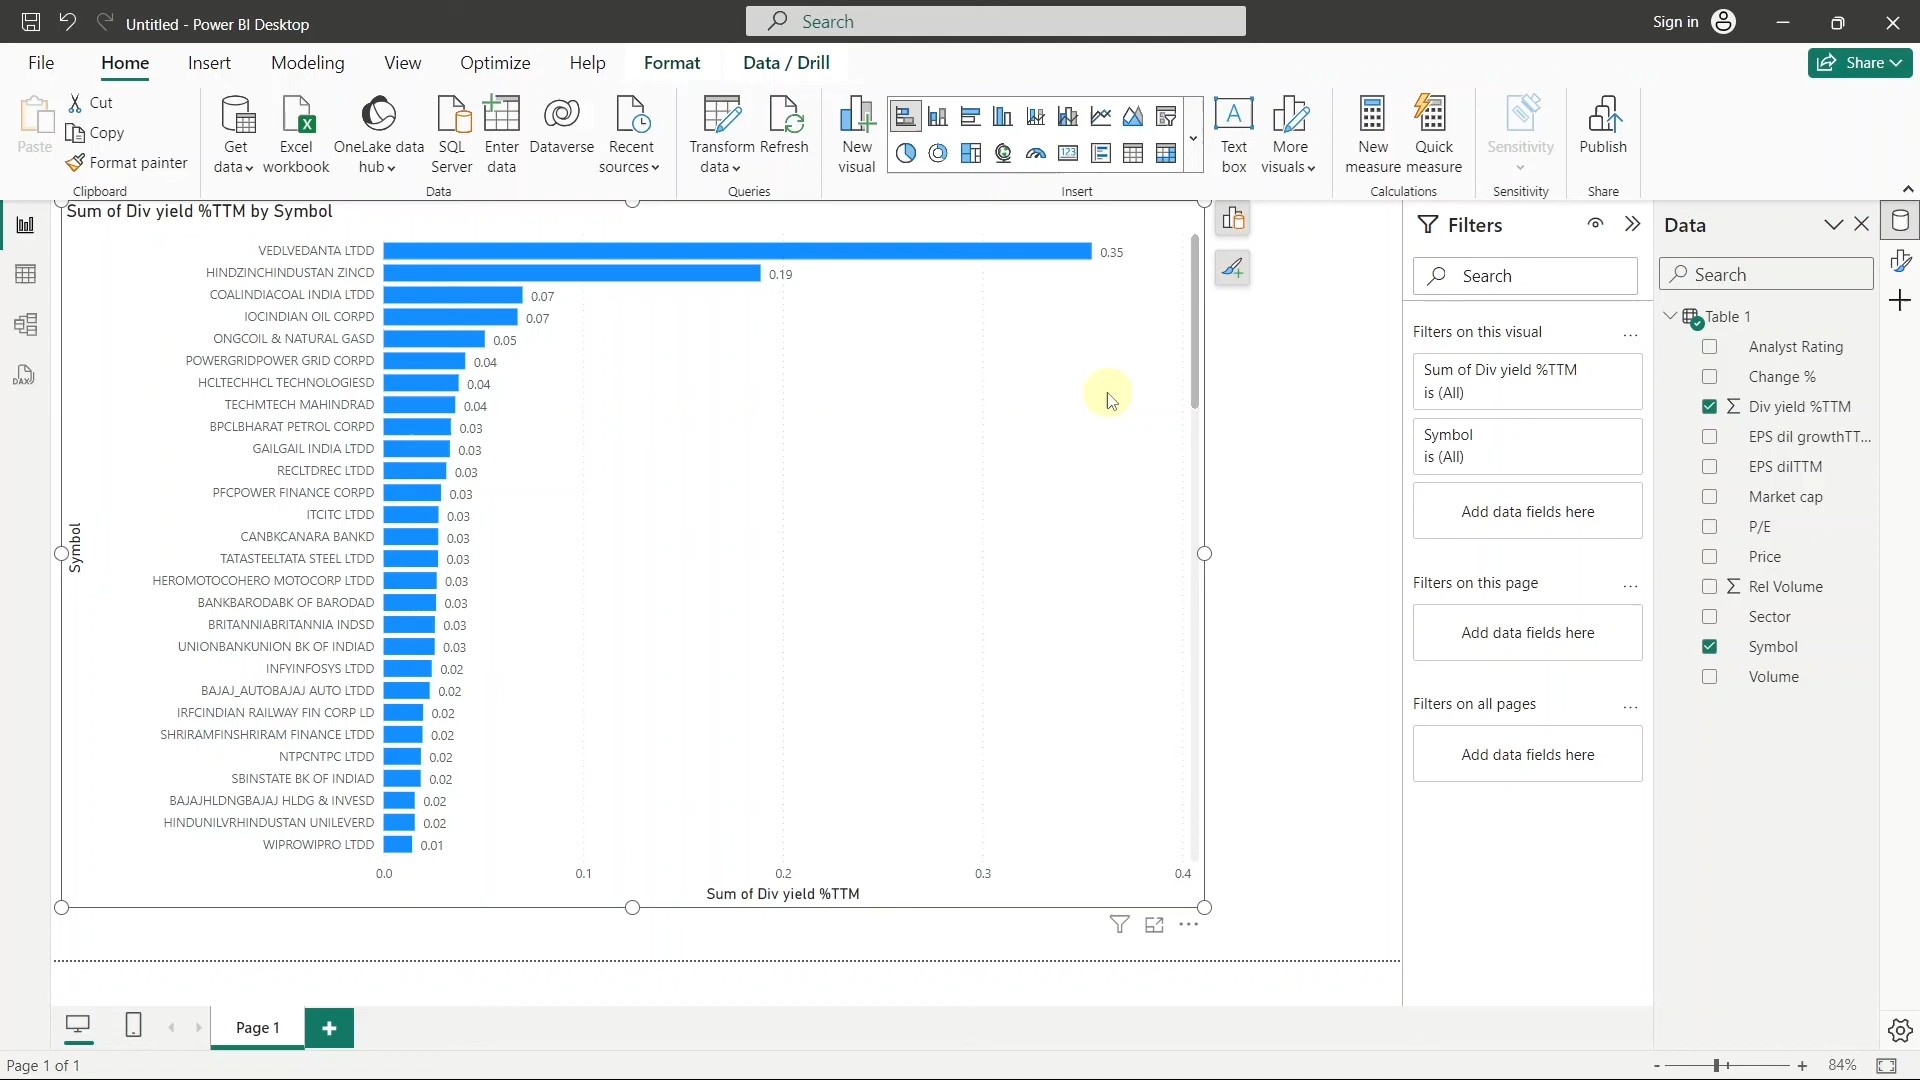 Untitled - Power BI Desktop
Search
Sign in
File
Home
Insert
Modeling
View
Optimize
Help
Format
Data / Drill
Share
Paste
Cut
Copy
Format painter
Clipboard
Get data
Excel workbook
OneLake data hub
SQL Server
Enter data
Dataverse
Recent sources
Data
Transform data
Refresh
Queries
New visual
123
Insert
A
Text box
More visuals
New measure
Quick measure
Calculations
Sensitivity
Sensitivity
Publish
Share
DAX
Sum of Div yield %TTM by Symbol
VEDLVEDANTA LTDD 0.35
HINDZINCHINDUSTAN ZINCD 0.19
COALINDIACOAL INDIA LTDD 0.07
IOCINDIAN OIL CORPD 0.07
ONGCOIL & NATURAL GASD 0.05
POWERGRIDPOWER GRID CORPD 0.04
HCLTECHHCL TECHNOLOGIESD 0.04
TECHMTECH MAHINDRAD 0.04
BPCLBHARAT PETROL CORPD 0.03
GAILGAIL INDIA LTDD 0.03
RECLTDREC LTDD 0.03
PFCPOWER FINANCE CORPD 0.03
ITCITC LTDD 0.03
CANBKCANARA BANKD 0.03
TATASTEELTATA STEEL LTDD 0.03
HEROMOTOCOHERO MOTOCORP LTDD 0.03
BANKBARODABK OF BARODAD 0.03
BRITANNIABRITANNIA INDSD 0.03
UNIONBANKUNION BK OF INDIAD 0.03
INFYINFOSYS LTDD 0.02
BAJAJ_AUTOBAJAJ AUTO LTDD 0.02
IRFCINDIAN RAILWAY FIN CORP LD 0.02
SHRIRAMFINSHRIRAM FINANCE LTDD 0.02
NTPCNTPC LTDD 0.02
SBINSTATE BK OF INDIAD 0.02
BAJAJHLDNGBAJAJ HLDG & INVESD 0.02
HINDUNILVRHINDUSTAN UNILEVERD 0.02
WIPROWIPRO LTDD 0.01
Symbol
0.0 0.1 0.2 0.3 0.4
Sum of Div yield %TTM
Filters
Search
Filters on this visual
Sum of Div yield %TTM
is (All)
Symbol
is (All)
Add data fields here
Filters on this page
Add data fields here
Filters on all pages
Add data fields here
Data
Search
Table 1
Analyst Rating
Change %
Div yield %TTM
EPS dil growthTT...
EPS dilTTM
Market cap
P/E
Price
Rel Volume
Sector
Symbol
Volume
Page 1
Page 1 of 1
84%